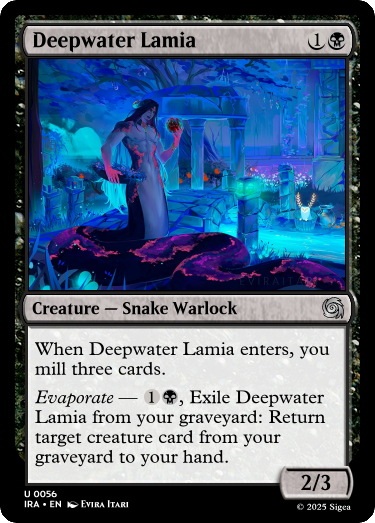 Deepwater Lamia 1
Creature — Snake Warlock
When Deepwater Lamia enters, you
mill three cards.
Evaporate — 1, Exile Deepwater
Lamia from your graveyard: Return
target creature card from your
graveyard to your hand.
2/3
U 0056
IRA • EN Evira Itari
© 2025 Sigea